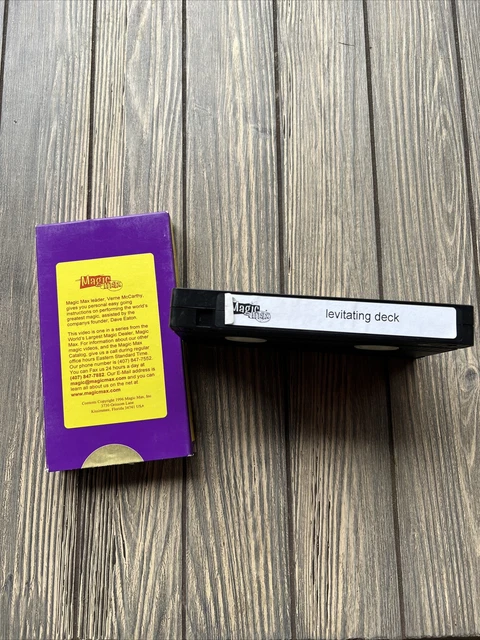 Magic max
Magic Max leader, Verne McCarthy,
gives you personal easy going
instructions on performing the world's
greatest magic, assisted by the
companys founder, Dave Eaton.
This video is one in a series from the
World's Largest Magic Dealer, Magic
Max. For information about our other
magic videos, and the Magic Max
Catalog, give us a call during regular
office hours Eastern Standard Time.
Our phone number is (407) 847-7552.
You can Fax us 24 hours a day at
(407) 847-7882. Our E-Mail address is
magic@magicmax.com and you can
learn all about us on the net at
www.magicmax.com
Contents Copyright 1996 Magic Max, Inc
Kissimmee, Florida 34741 USA
Magic max
levitating deck